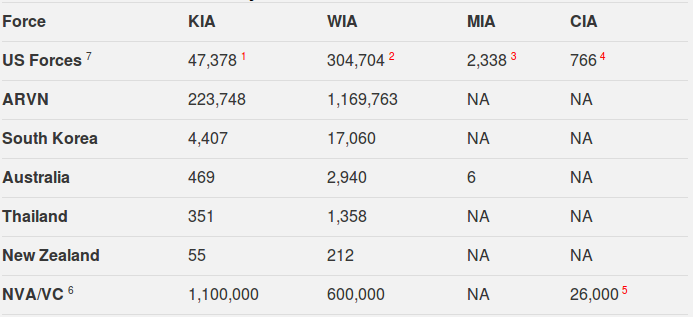 Force KIA WIA MIA CIA
US Forces 7 47,378 1 304,704 2 2,338 3 766 4
ARVN 223,748 1,169,763 NA NA
South Korea 4,407 17,060 NA NA
Australia 469 2,940 6 NA
Thailand 351 1,358 NA NA
New Zealand 55 212 NA NA
NVA/VC 6 1,100,000 600,000 NA 26,000 5